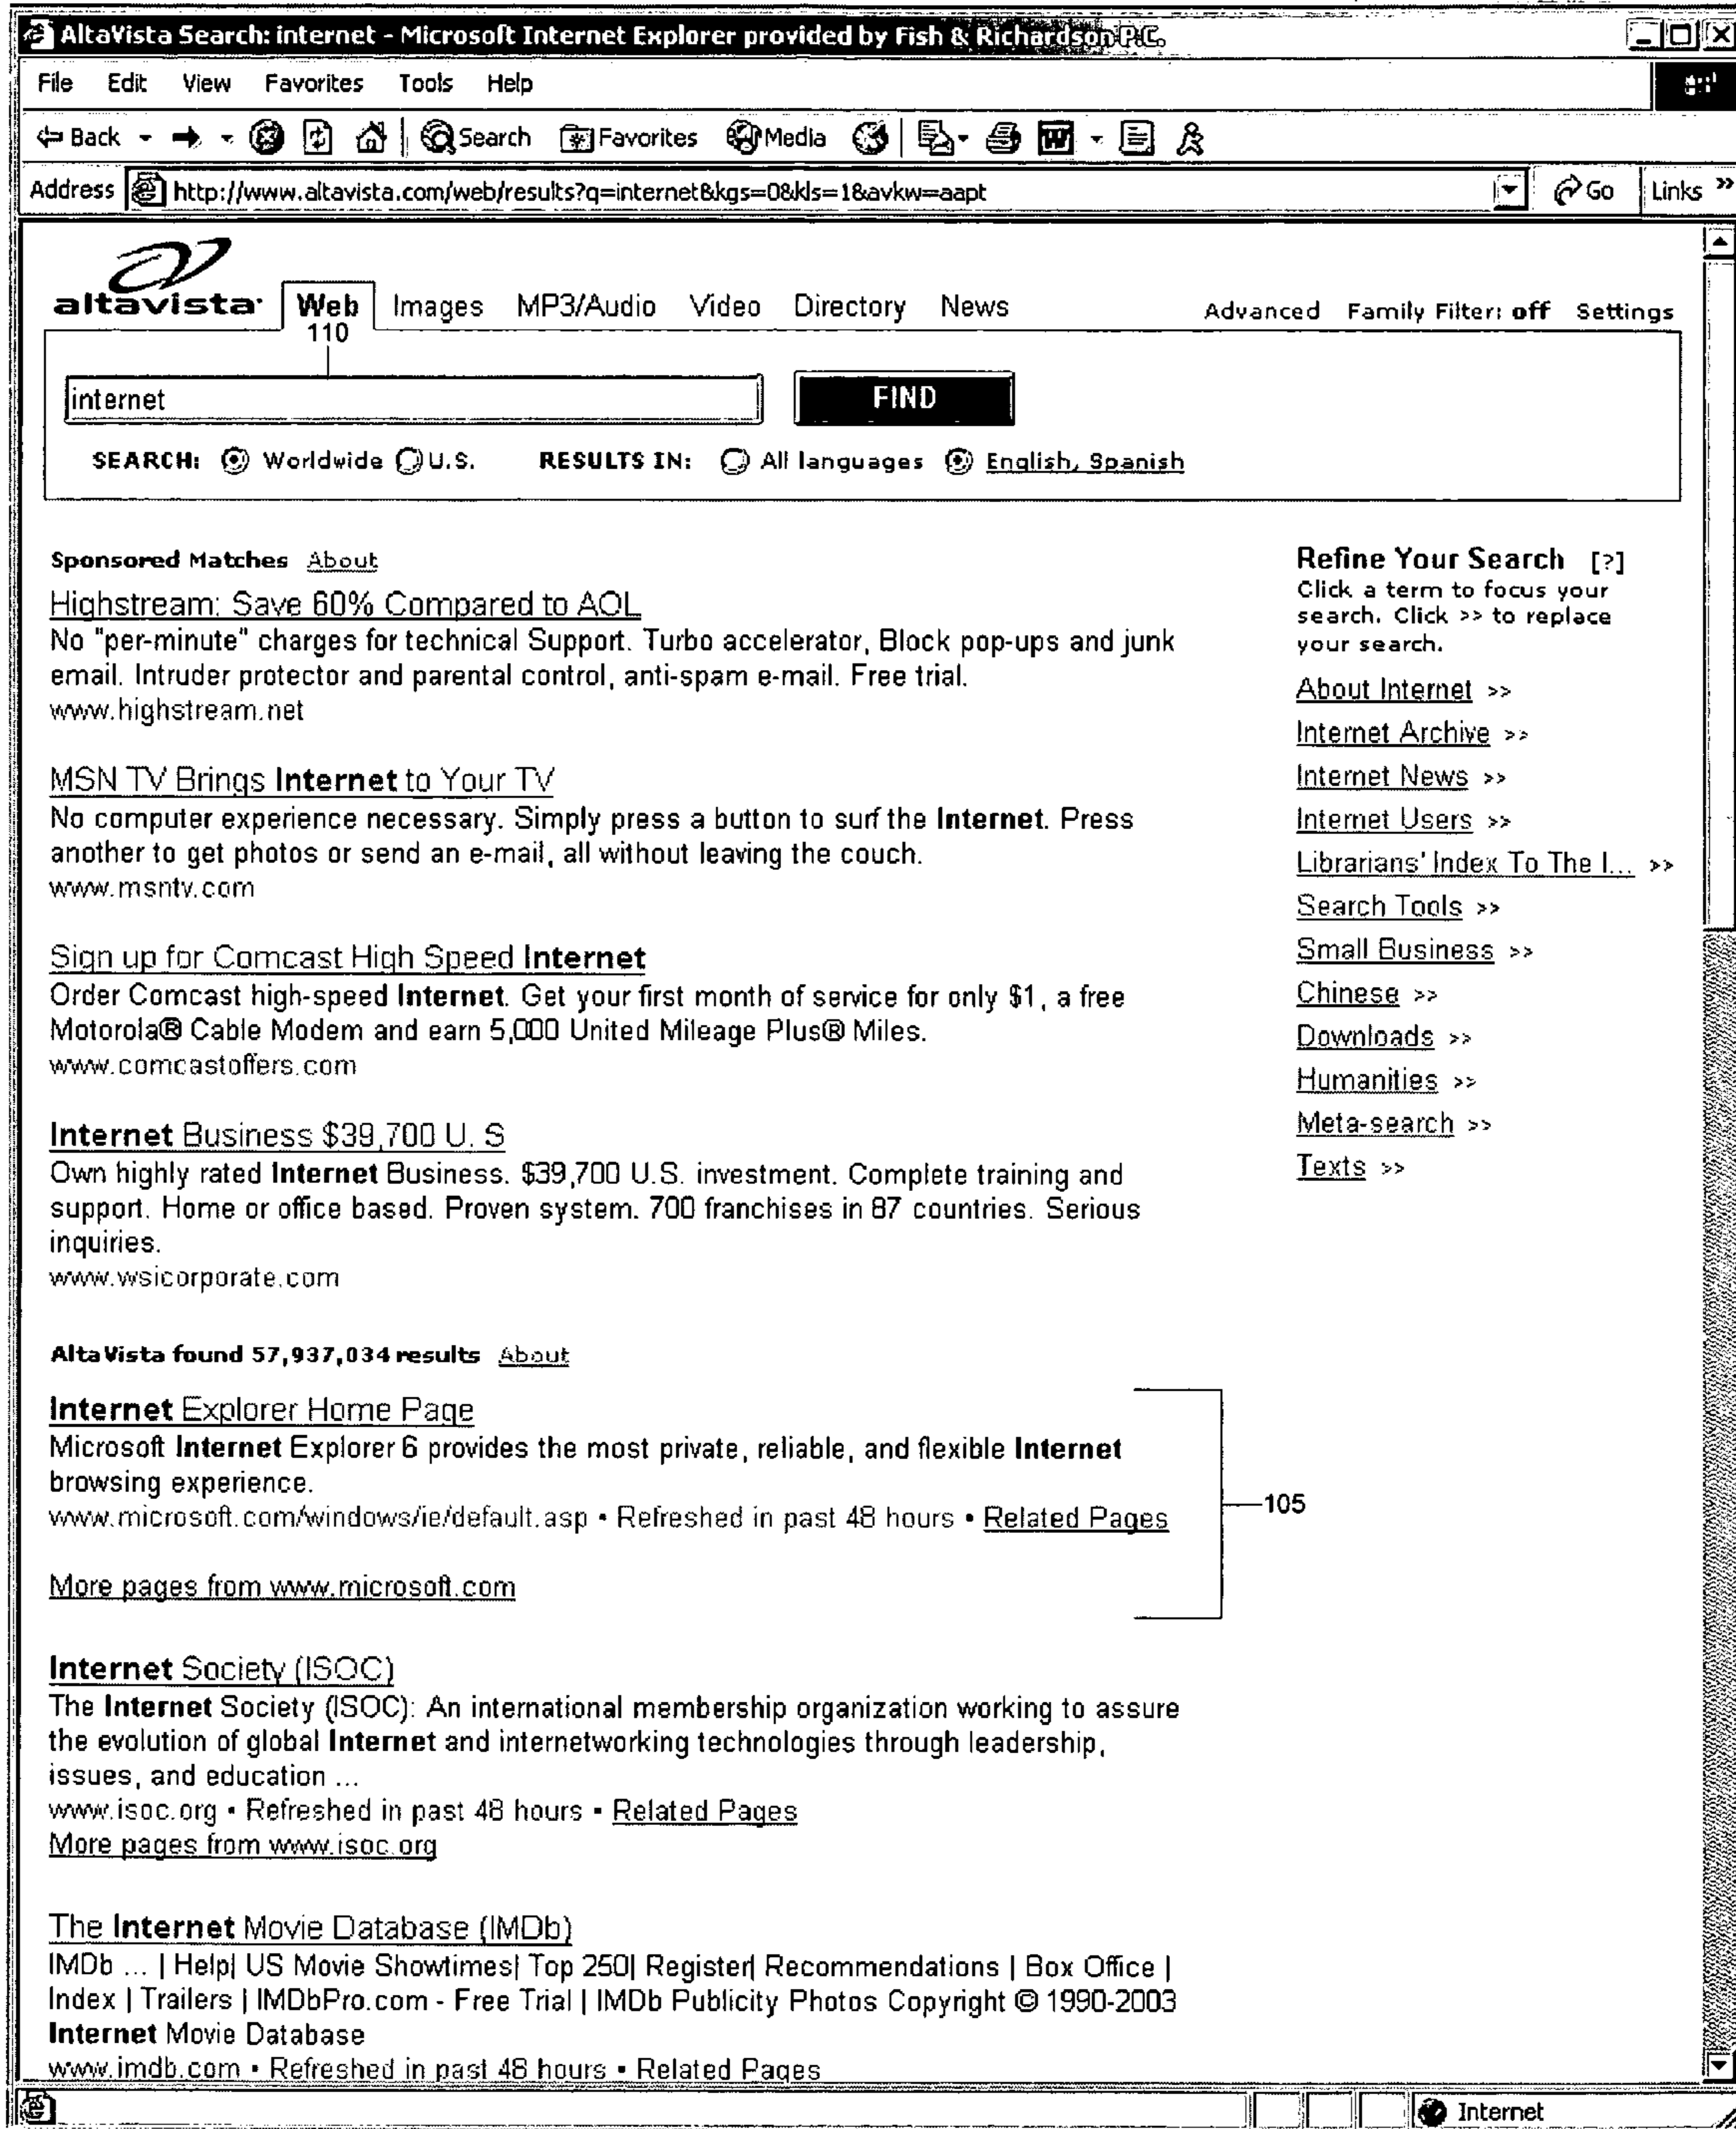 AltaVista Search: internet - Microsoft Internet Explorer provided by Fish & Richardson P.C.
File Edit View Favorites Tools Help
Back Search Favorites Media
Address http://www.altavista.com/web/results?q=internet&kgs=0&kls=1&avkw=aapt Go Links »
altavista Web Images MP3/Audio Video Directory News Advanced Family Filter: off Settings
110
internet FIND
SEARCH: Worldwide U.S. RESULTS IN: All languages English, Spanish
Sponsored Matches About
Highstream: Save 60% Compared to AOL
No "per-minute" charges for technical Support. Turbo accelerator, Block pop-ups and junk
email. Intruder protector and parental control, anti-spam e-mail. Free trial.
www.highstream.net
MSN TV Brings Internet to Your TV
No computer experience necessary. Simply press a button to surf the Internet. Press
another to get photos or send an e-mail, all without leaving the couch.
www.msntv.com
Sign up for Comcast High Speed Internet
Order Comcast high-speed Internet. Get your first month of service for only $1, a free
Motorola® Cable Modem and earn 5,000 United Mileage Plus® Miles.
www.comcastoffers.com
Internet Business $39,700 U. S
Own highly rated Internet Business. $39,700 U.S. investment. Complete training and
support. Home or office based. Proven system. 700 franchises in 87 countries. Serious
inquiries.
www.wsicorporate.com
Refine Your Search [?]
Click a term to focus your
search. Click >> to replace
your search.
About Internet >>
Internet Archive >>
Internet News >>
Internet Users >>
Librarians' Index To The I... >>
Search Tools >>
Small Business >>
Chinese >>
Downloads >>
Humanities >>
Meta-search >>
Texts >>
AltaVista found 57,937,034 results About
Internet Explorer Home Page
Microsoft Internet Explorer 6 provides the most private, reliable, and flexible Internet
browsing experience.
www.microsoft.com/windows/ie/default.asp • Refreshed in past 48 hours • Related Pages
More pages from www.microsoft.com
105
Internet Society (ISOC)
The Internet Society (ISOC): An international membership organization working to assure
the evolution of global Internet and internetworking technologies through leadership,
issues, and education ...
www.isoc.org • Refreshed in past 48 hours • Related Pages
More pages from www.isoc.org
The Internet Movie Database (IMDb)
IMDb ... | Help| US Movie Showtimes| Top 250| Register| Recommendations | Box Office |
Index | Trailers | IMDbPro.com - Free Trial | IMDb Publicity Photos Copyright © 1990-2003
Internet Movie Database
www.imdb.com • Refreshed in past 48 hours • Related Pages
Internet